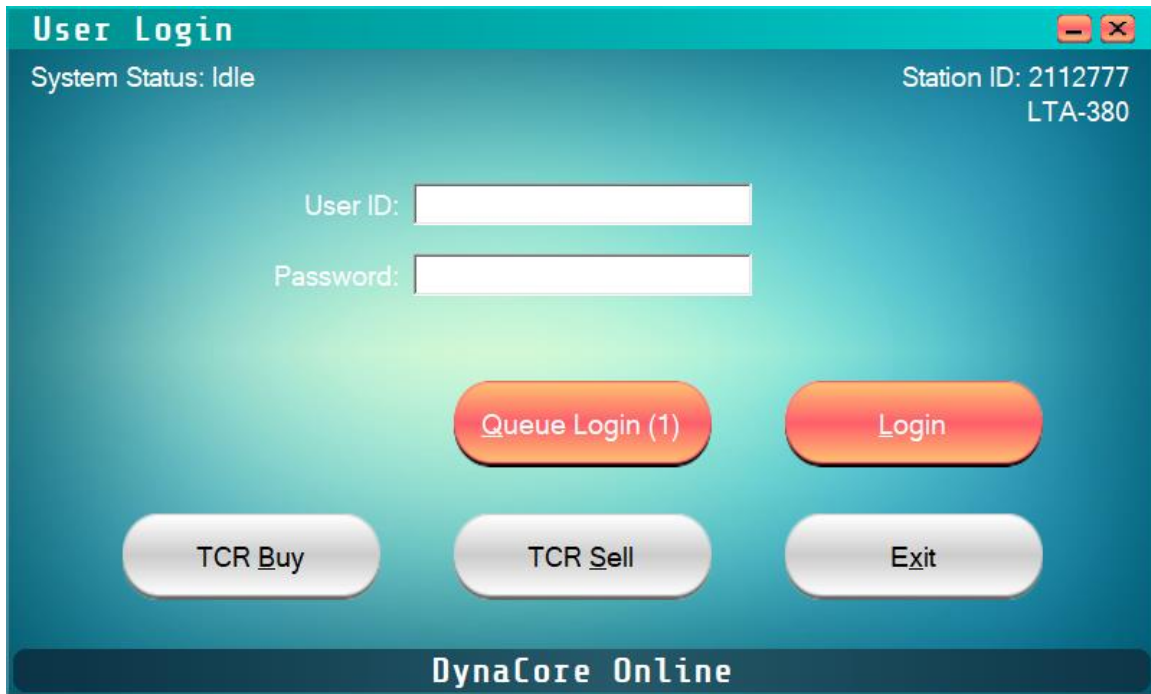 User Login
System Status: Idle
Station ID: 2112777
LTA-380
User ID:
Password:
Queue Login (1)
Login
TCR Buy
TCR Sell
Exit
DynaCore Online